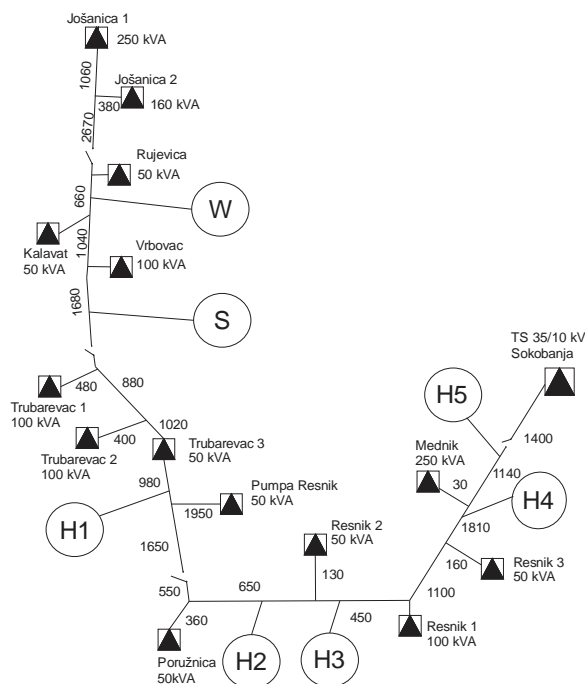 Jošanica 1
250 kVA
1060
Jošanica 2
380
160 kVA
2670
Rujevica
50 kVA
660
W
Kalavat
50 kVA
1040
Vrbovac
100 kVA
1680
S
TS 35/10 kV
Sokobanja
480
880
Trubarevac 1
100 kVA
400
1020
Trubarevac 2
100 kVA
Trubarevac 3
50 kVA
H5
1400
Mednik
250 kVA
1140
30
H4
1810
980
Pumpa Resnik
50 kVA
1950
H1
1650
Resnik 2
50 kVA
130
160
Resnik 3
50 kVA
550
650
1100
360
450
Resnik 1
100 kVA
Poružnica
50kVA
H2
H3